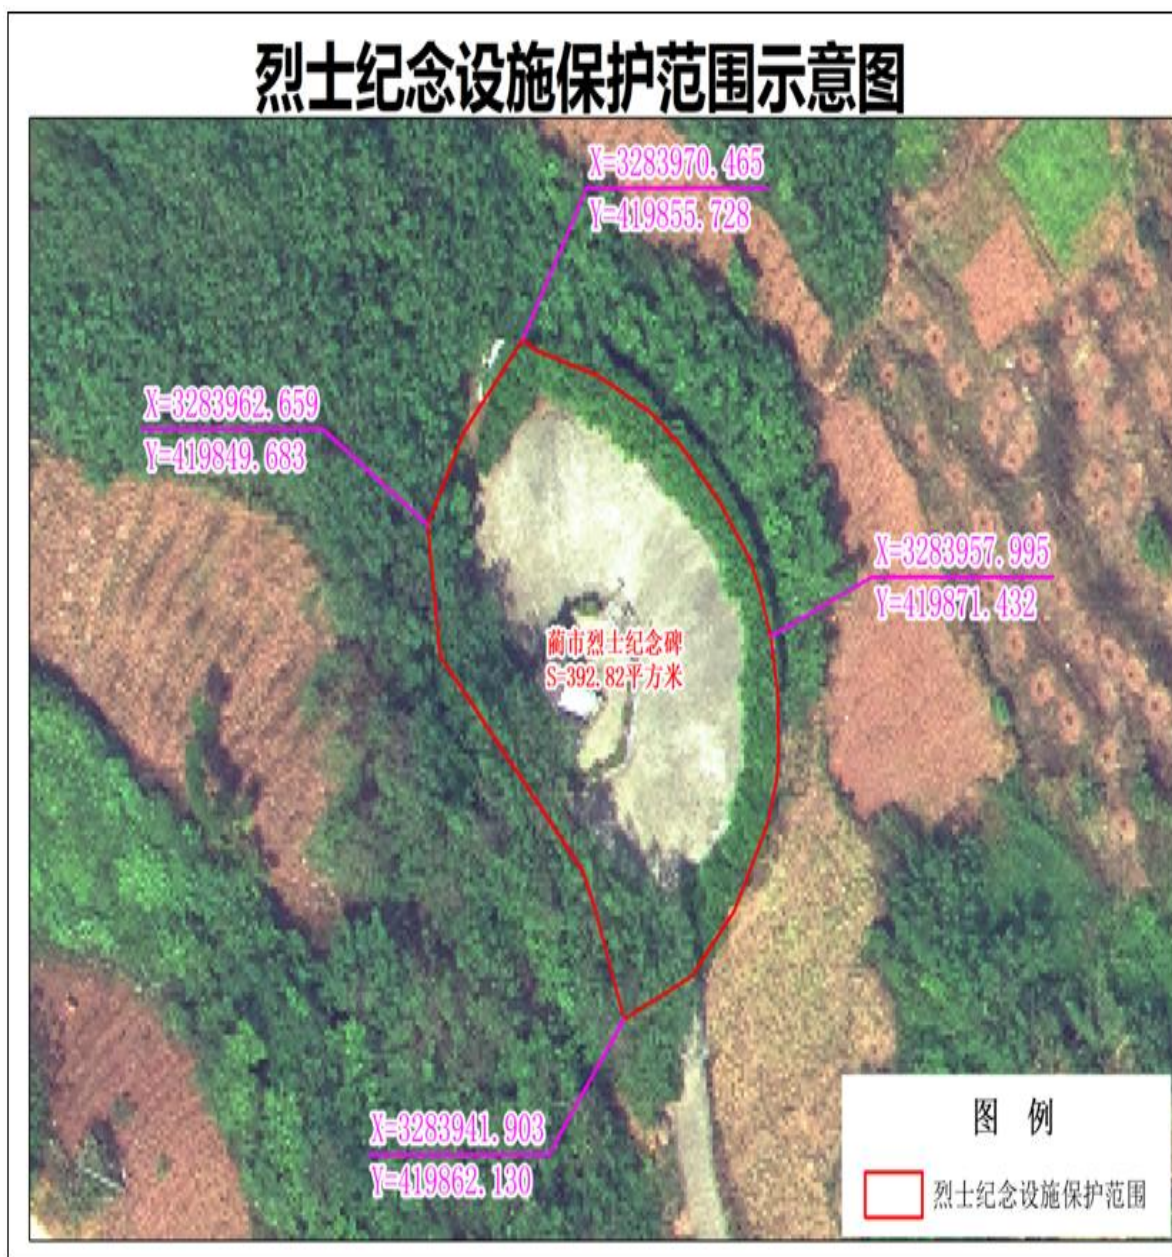 烈士纪念设施保护范围示意图
X=3283970.465
Y=419855.728
X=3283962.659
Y=419849.683
X=3283957.995
Y=419871.432
蔺市烈士纪念碑
S=392.82平方米
X=3283941.903
Y=419862.130
图 例
烈士纪念设施保护范围